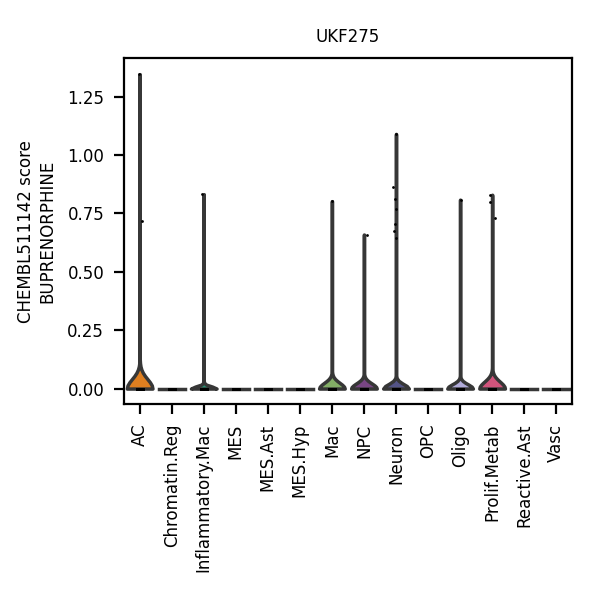 UKF275
CHEMBL511142 score
BUPRENORPHINE
1.25
1.00
0.75
0.50
0.25
0.00
AC
Chromatin.Reg
Inflammatory.Mac
MES
MES.Ast
MES.Hyp
Mac
NPC
Neuron
OPC
Oligo
Prolif.Metab
Reactive.Ast
Vasc